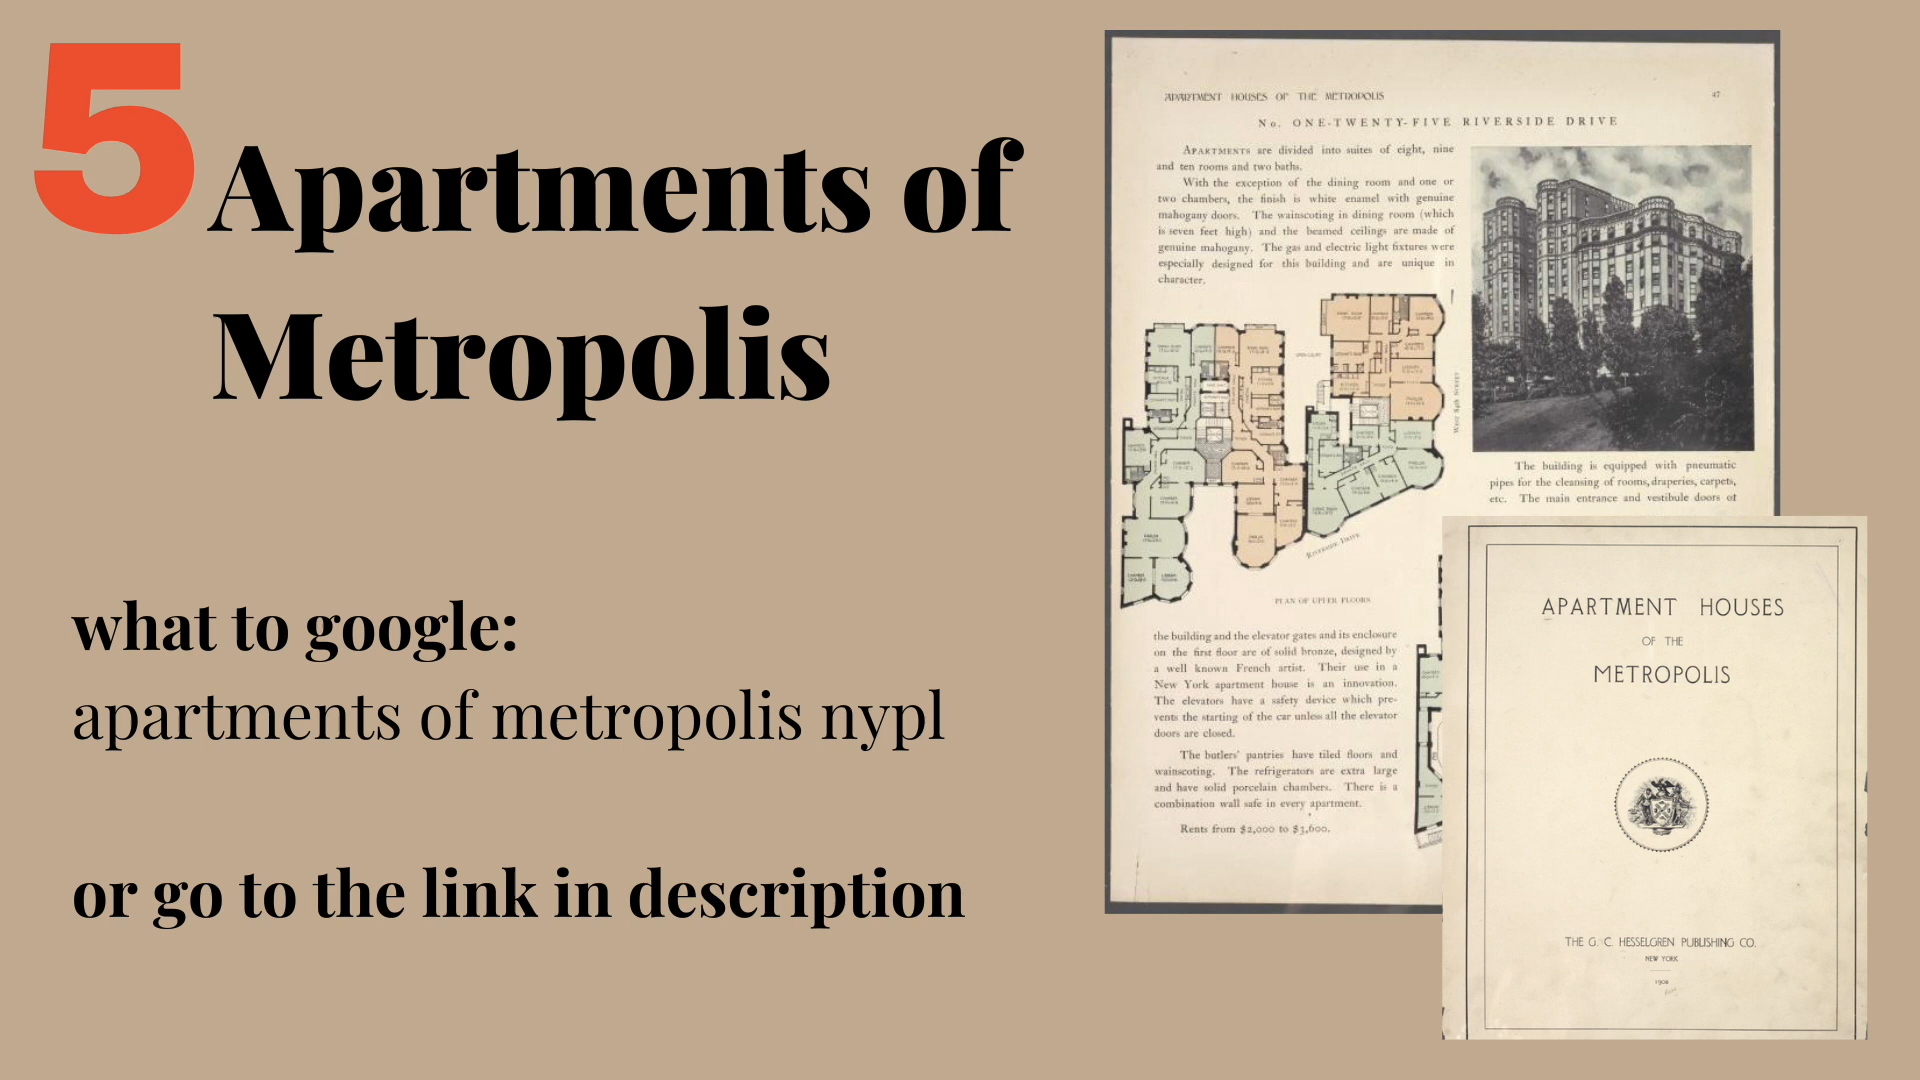 5
Apartments of
Metropolis
what to google:
apartments of metropolis nypl
or go to the link in description
APARTMENT HOUSES OF THE METROPOLIS
47
No. ONE-TWENTY-FIVE RIVERSIDE DRIVE
APARTMENTS are divided into suites of eight, nine
and ten rooms and two baths.
With the exception of the dining room and one or
two chambers, the finish is white enamel with genuine
mahogany doors. The wainscoting in dining room (which
is seven feet high) and the beamed ceilings are made of
genuine mahogany. The gas and electric light fixtures were
especially designed for this building and are unique in
character.
OPEN COURT
WEST 84th STREET
RIVERSIDE DRIVE
PLAN OF UPPER FLOORS
The building is equipped with pneumatic
pipes for the cleansing of rooms, draperies, carpets,
etc. The main entrance and vestibule doors of
the building and the elevator gates and its enclosure
on the first floor are of solid bronze, designed by
a well known French artist. Their use in a
New York apartment house is an innovation.
The elevators have a safety device which pre-
vents the starting of the car unless all the elevator
doors are closed.
The butlers' pantries have tiled floors and
wainscoting. The refrigerators are extra large
and have solid porcelain chambers. There is a
combination wall safe in every apartment.
Rents from $2,000 to $3,600.
APARTMENT HOUSES
OF THE
METROPOLIS
THE G. C. HESSELGREN PUBLISHING CO.
NEW YORK
1908